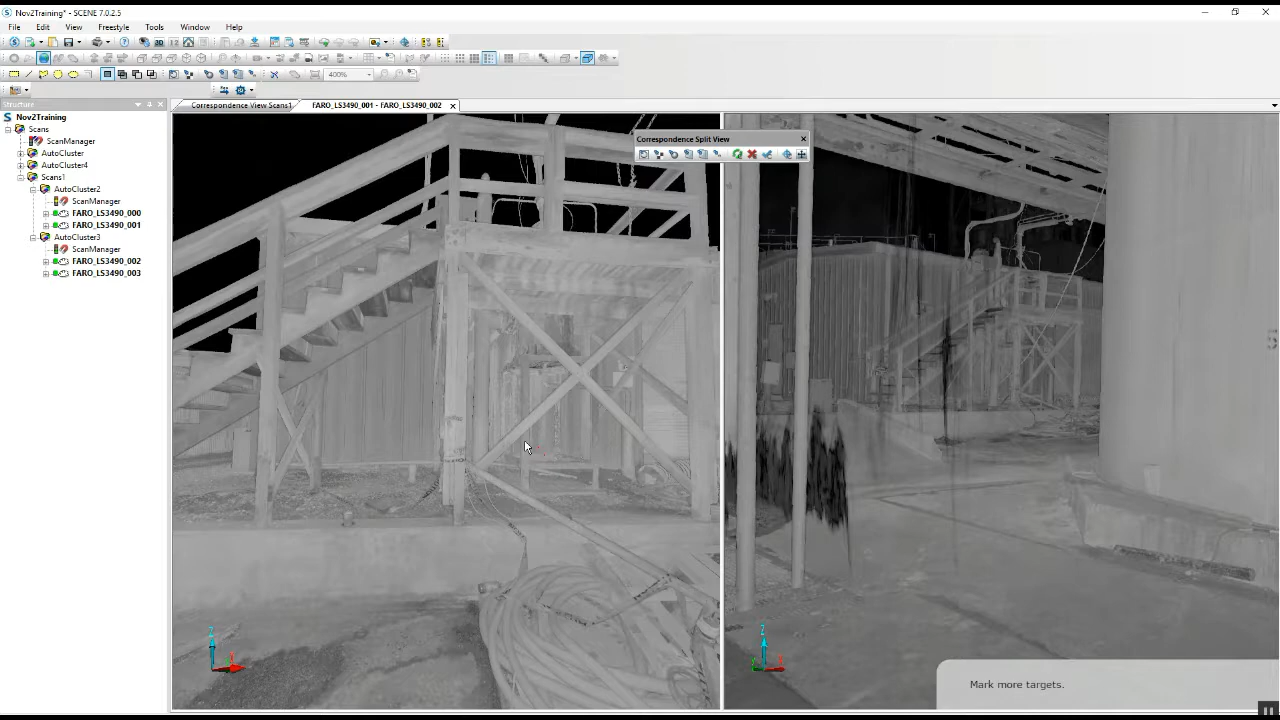 Nov2Training* - SCENE 7.0.2.5
File Edit View Freestyle Tools Window Help
400%
Structure
Correspondence View Scans1
FARO_LS3490_001 - FARO_LS3490_002
Nov2Training
Scans
ScanManager
AutoCluster
AutoCluster4
Scans1
AutoCluster2
ScanManager
FARO_LS3490_000
FARO_LS3490_001
AutoCluster3
ScanManager
FARO_LS3490_002
FARO_LS3490_003
Correspondence Split View
Z
Z
Mark more targets.